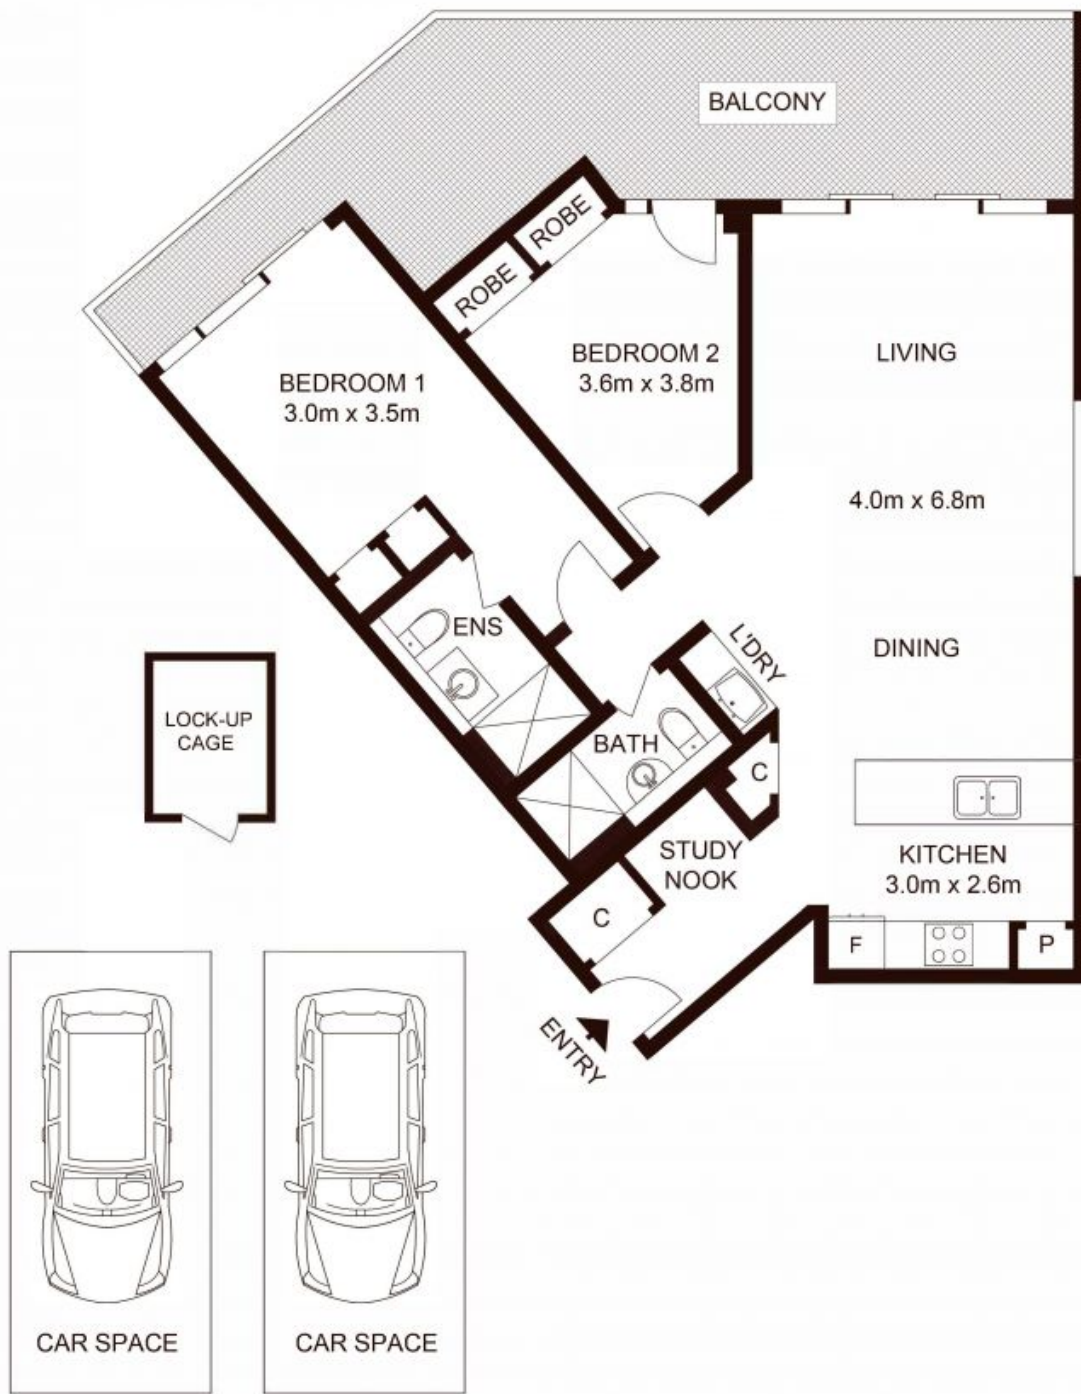 BALCONY
ROBE
ROBE
BEDROOM 1
3.0m x 3.5m
BEDROOM 2
3.6m x 3.8m
LIVING
4.0m x 6.8m
DINING
ENS
L'DRY
BATH
C
LOCK-UP
CAGE
STUDY
NOOK
KITCHEN
3.0m x 2.6m
C
F
P
ENTRY
CAR SPACE
CAR SPACE